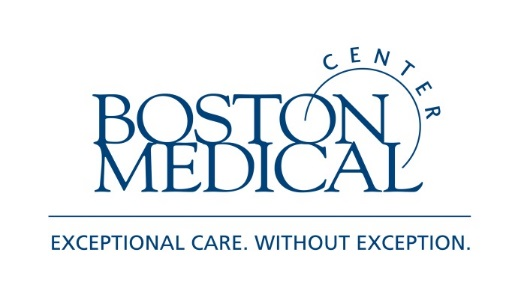 BOSTON
MEDICAL
CENTER
EXCEPTIONAL CARE. WITHOUT EXCEPTION.